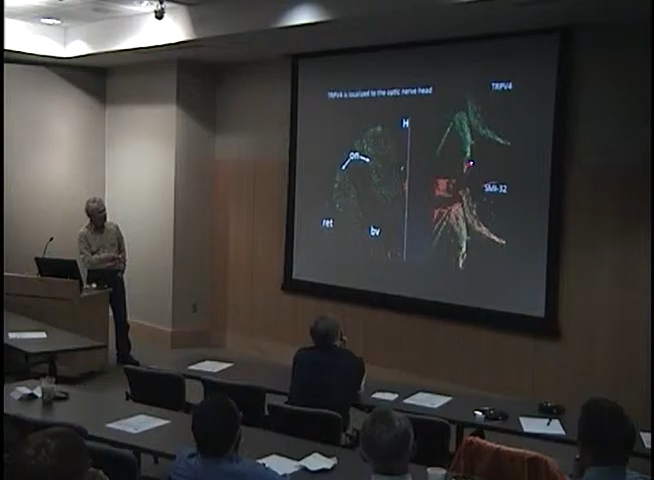 TRPV4 is localized to the optic nerve head
TRPV4
H
on
SMI-32
ret
bv